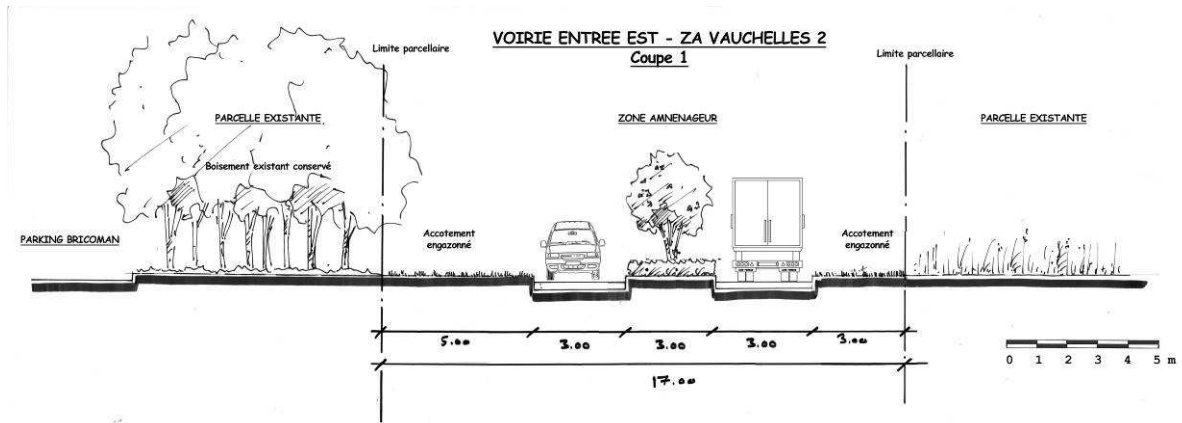 VOIRIE ENTREE EST - ZA VAUCHELLES 2
Coupe 1
Limite parcellaire
Limite parcellaire
PARCELLE EXISTANTE
ZONE AMNENAGEUR
PARCELLE EXISTANTE
Boisement existant conservé
PARKING BRICOMAN
Accotement
engazonné
Accotement
engazonné
5.00 3.00 3.00 3.00 3.00
17.00
0 1 2 3 4 5 m